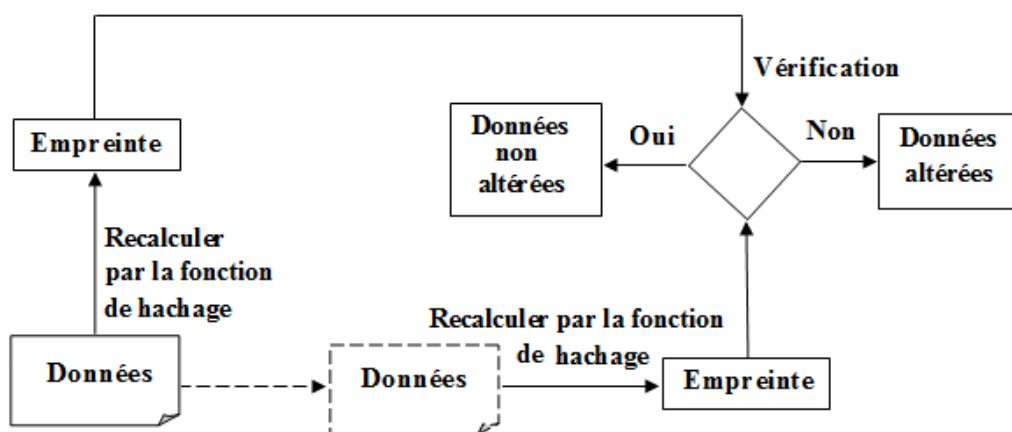 Vérification
Empreinte
Données
non
altérées
Oui
Non
Données
altérées
Recalculer
par la fonction
de hachage
Recalculer par la fonction
de hachage
Données
Données
Empreinte